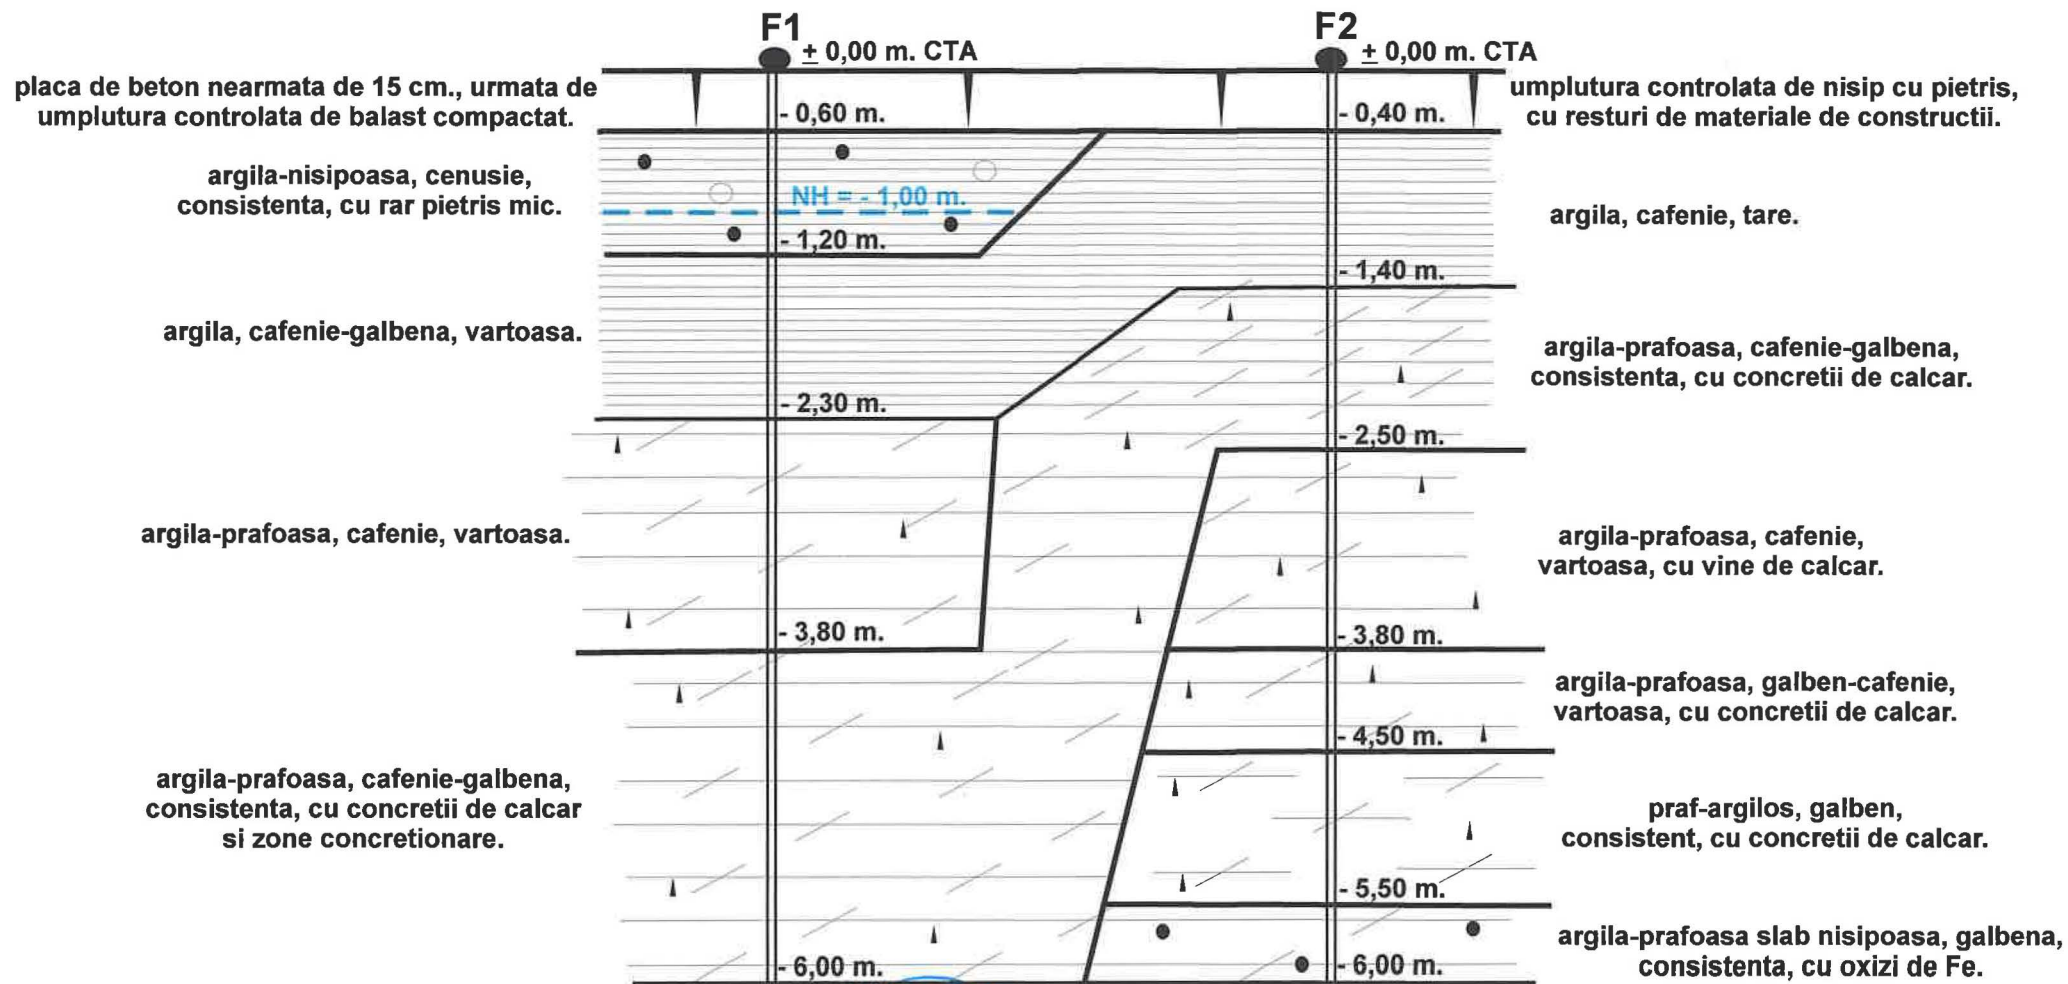 F1
± 0,00 m. CTA
F2
± 0,00 m. CTA
placa de beton nearmata de 15 cm., urmata de
umplutura controlata de balast compactat.
- 0,60 m.
argila-nisipoasa, cenusie,
consistenta, cu rar pietris mic.
NH = - 1,00 m.
- 1,20 m.
argila, cafenie-galbena, vartoasa.
- 2,30 m.
argila-prafoasa, cafenie, vartoasa.
- 3,80 m.
argila-prafoasa, cafenie-galbena,
consistenta, cu concretii de calcar
si zone concretionare.
- 6,00 m.
umplutura controlata de nisip cu pietris,
cu resturi de materiale de constructii.
- 0,40 m.
argila, cafenie, tare.
- 1,40 m.
argila-prafoasa, cafenie-galbena,
consistenta, cu concretii de calcar.
- 2,50 m.
argila-prafoasa, cafenie,
vartoasa, cu vine de calcar.
- 3,80 m.
argila-prafoasa, galben-cafenie,
vartoasa, cu concretii de calcar.
- 4,50 m.
praf-argilos, galben,
consistent, cu concretii de calcar.
- 5,50 m.
argila-prafoasa slab nisipoasa, galbena,
consistenta, cu oxizi de Fe.
- 6,00 m.